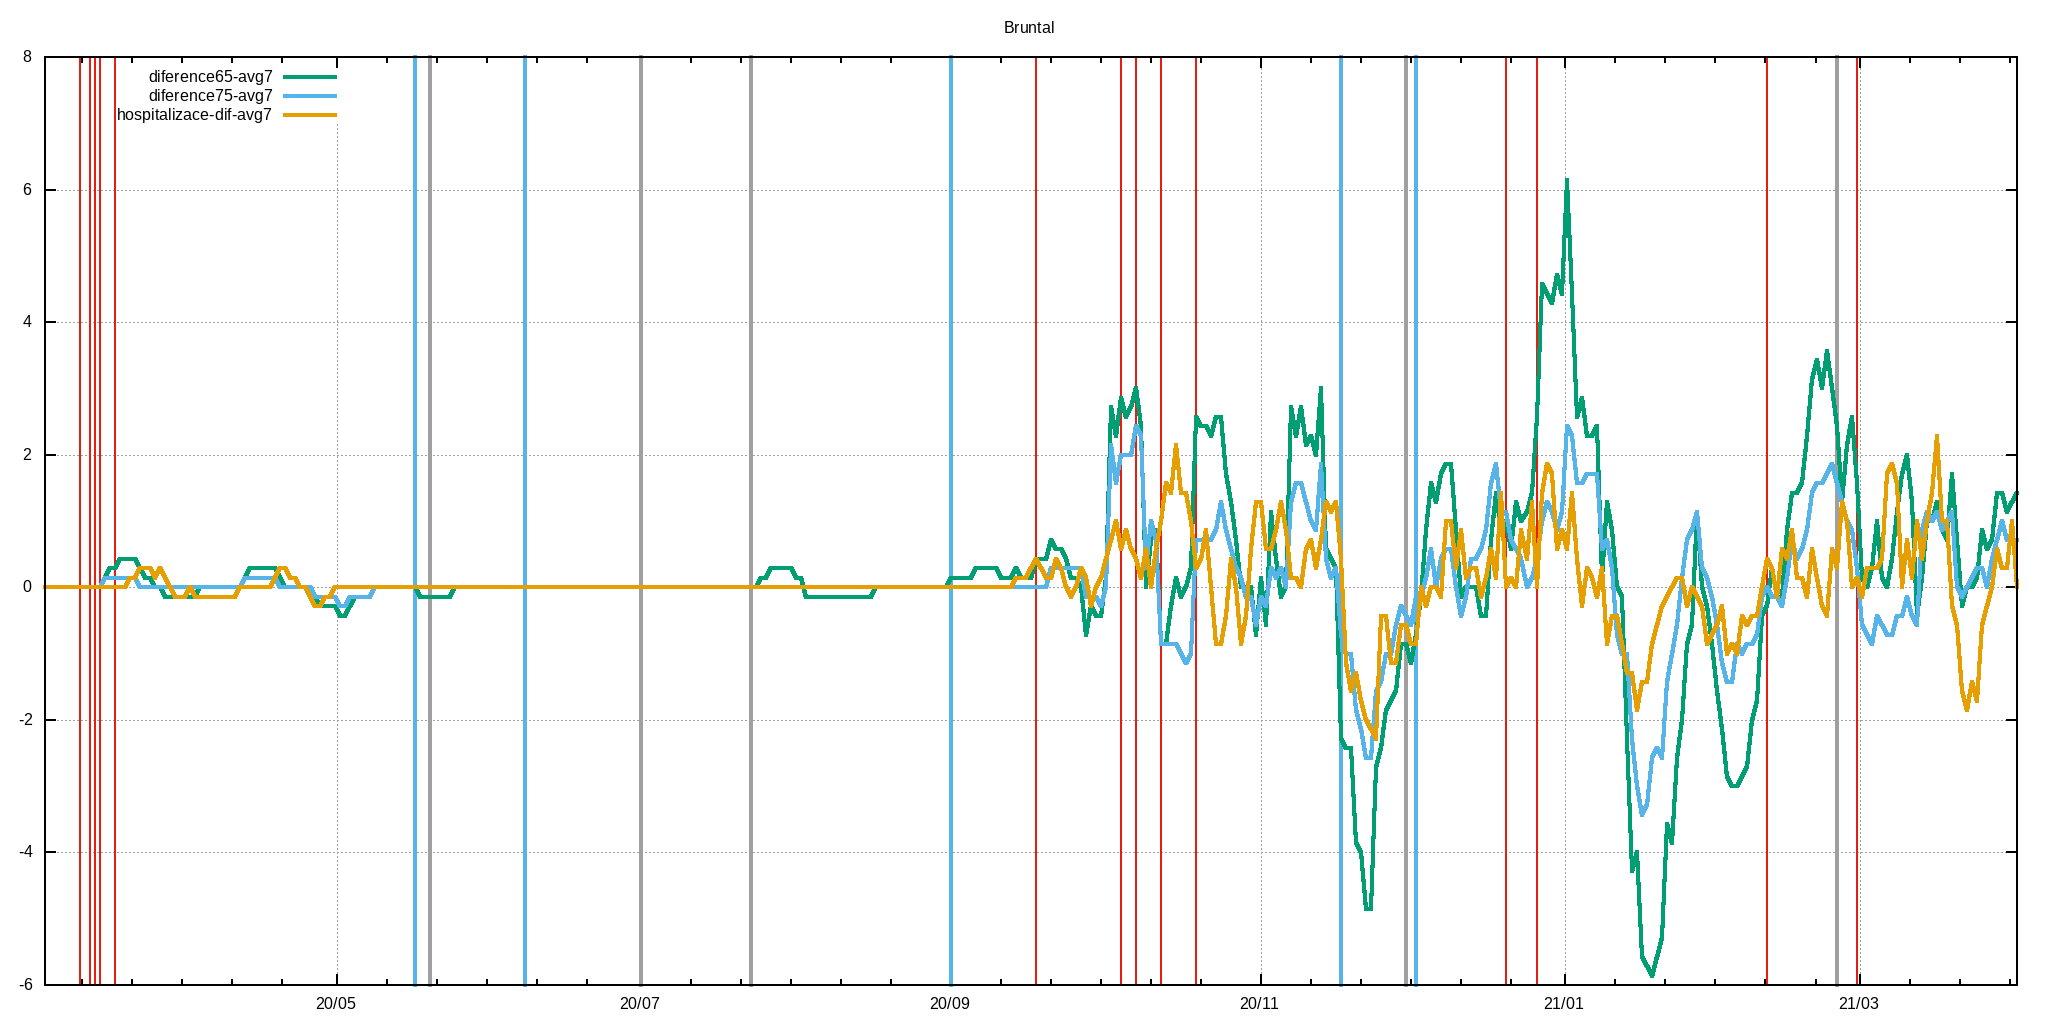 Bruntal
8
diference65-avg7
diference75-avg7
hospitalizace-dif-avg7
6
4
2
0
-2
-4
-6
20/05 20/07 20/09 20/11 21/01 21/03